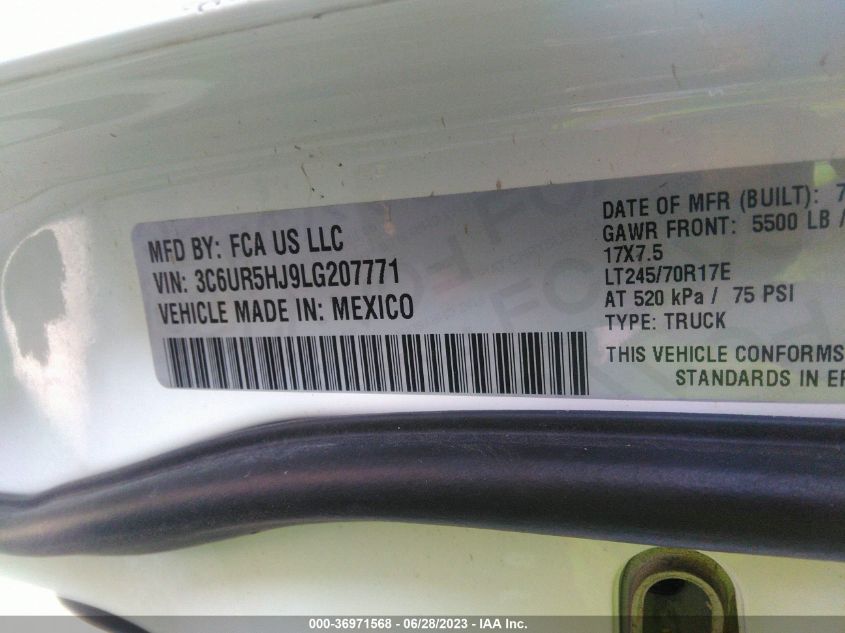 MFD BY: FCA US LLC
VIN: 3C6UR5HJ9LG207771
VEHICLE MADE IN: MEXICO
DATE OF MFR (BUILT): 7
GAWR FRONT: 5500 LB /
17X7.5
LT245/70R17E
AT 520 kPa / 75 PSI
TYPE: TRUCK
THIS VEHICLE CONFORMS
STANDARDS IN EF
000-36971568 - 06/28/2023 - IAA Inc.